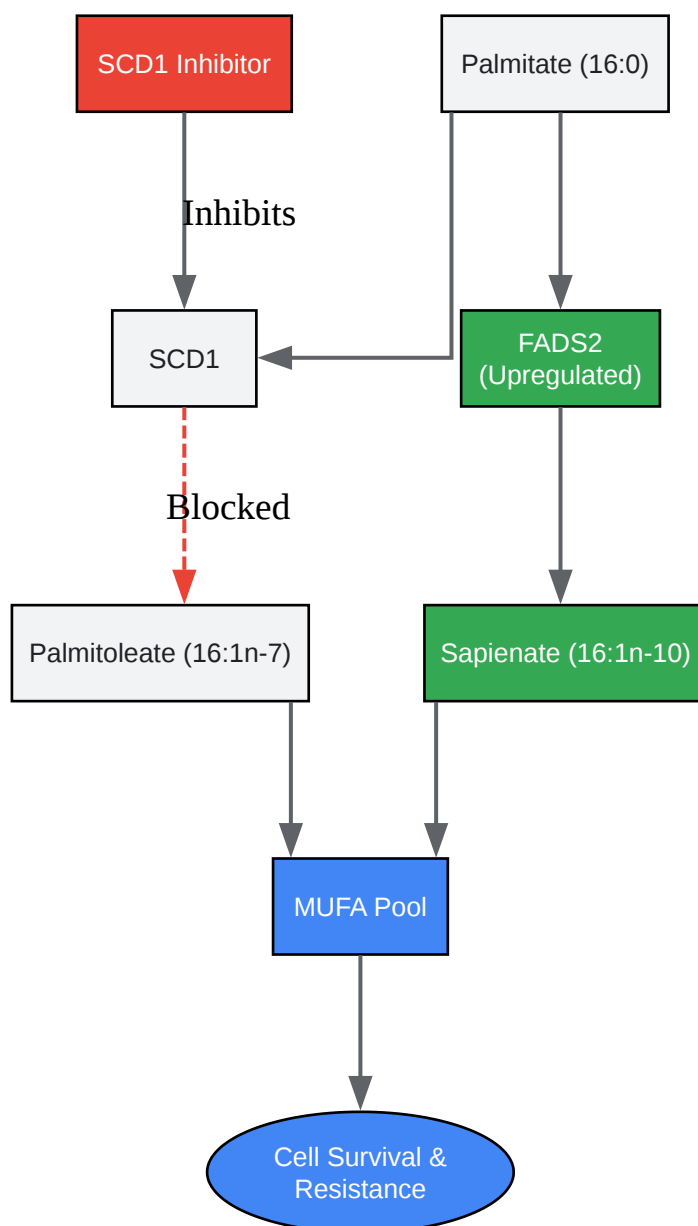 SCD1 Inhibitor
Palmitate (16:0)
Inhibits
SCD1
FADS2
(Upregulated)
Blocked
Palmitoleate (16:1n-7)
Sapienate (16:1n-10)
MUFA Pool
Cell Survival &
Resistance